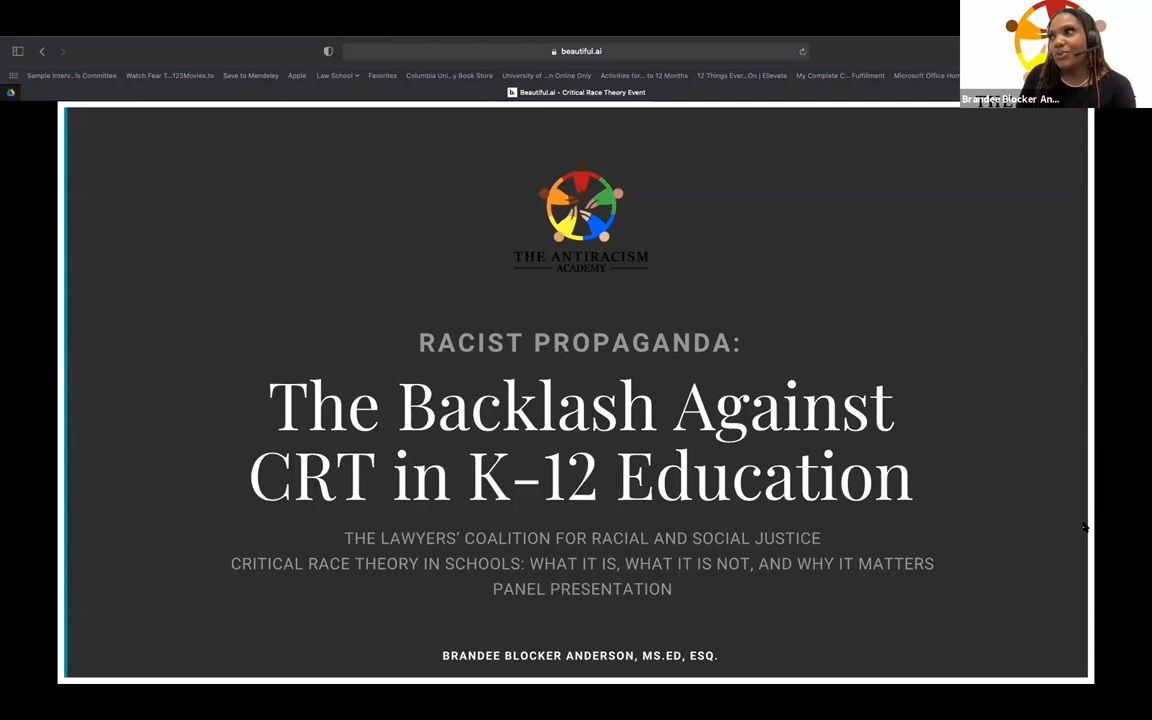 beautiful.ai
Sample Interv...ls Committee
Watch Fear T...123Movies.to
Save to Mendeley
Apple
Law School
Favorites
Columbia Uni...y Book Store
University of ...n Online Only
Activities for... to 12 Months
12 Things Ever...On | Ellevate
My Complete C... Fulfillment
Microsoft Office Home
Beautiful.ai - Critical Race Theory Event
Brandee Blocker An...
THE ANTIRACISM
ACADEMY
RACIST PROPAGANDA:
The Backlash Against
CRT in K-12 Education
THE LAWYERS' COALITION FOR RACIAL AND SOCIAL JUSTICE
CRITICAL RACE THEORY IN SCHOOLS: WHAT IT IS, WHAT IT IS NOT, AND WHY IT MATTERS
PANEL PRESENTATION
BRANDEE BLOCKER ANDERSON, MS.ED, ESQ.